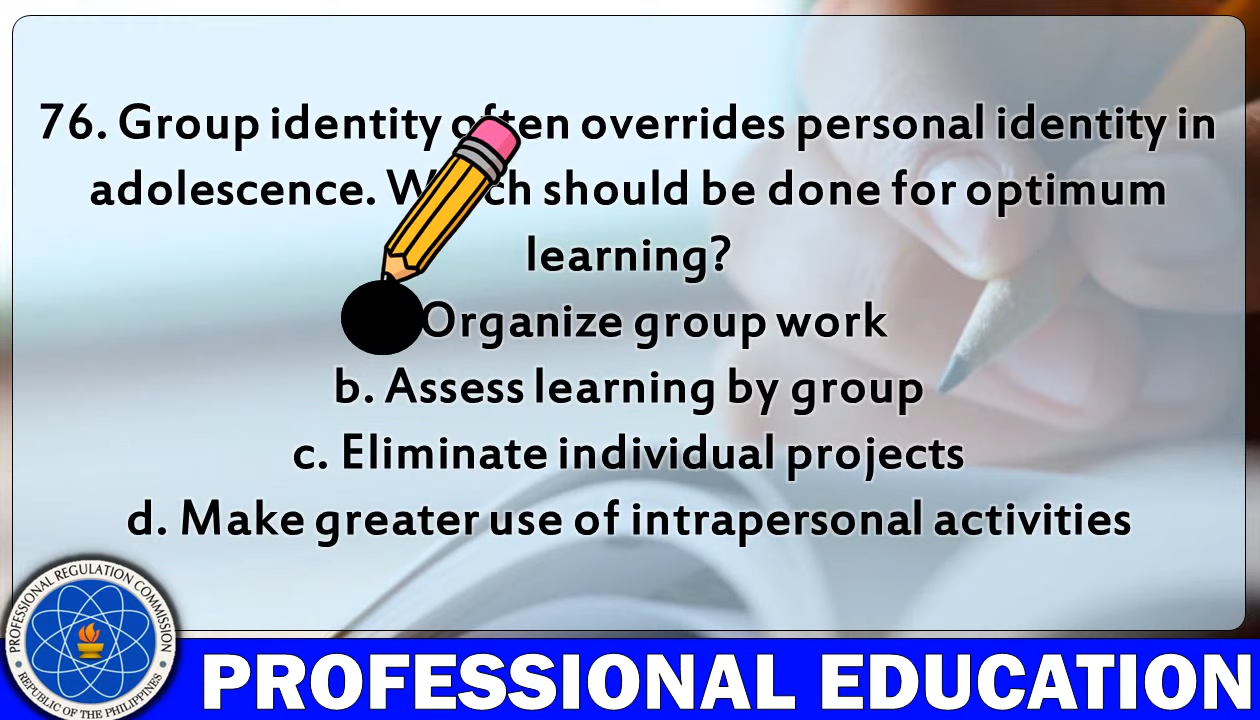 76. Group identity often overrides personal identity in
adolescence. Which should be done for optimum
learning?
Organize group work
b. Assess learning by group
c. Eliminate individual projects
d. Make greater use of intrapersonal activities
PROFESSIONAL REGULATION COMMISSION
REPUBLIC OF THE PHILIPPINES
PROFESSIONAL EDUCATION